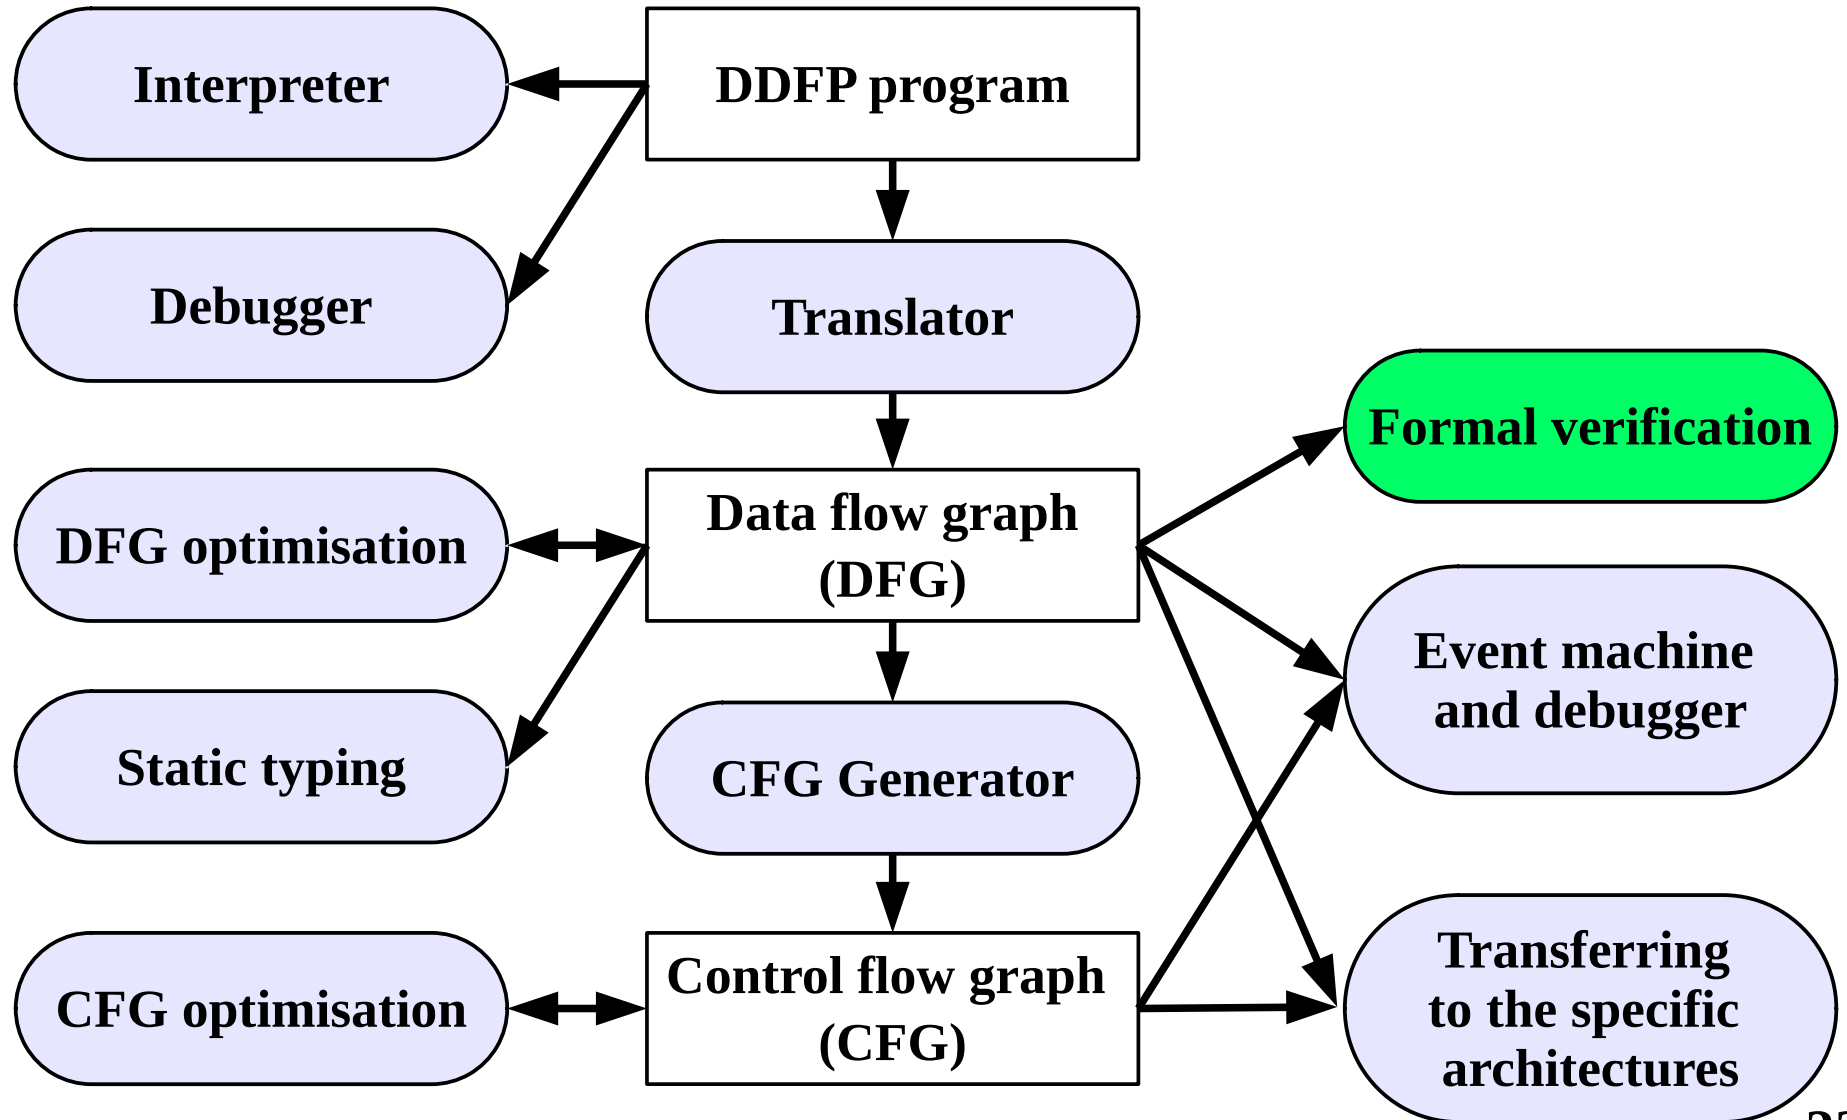 Interpreter
DDFP program
Debugger
Translator
Formal verification
DFG optimisation
Data flow graph
(DFG)
Event machine
and debugger
Static typing
CFG Generator
CFG optimisation
Control flow graph
(CFG)
Transferring
to the specific
architectures